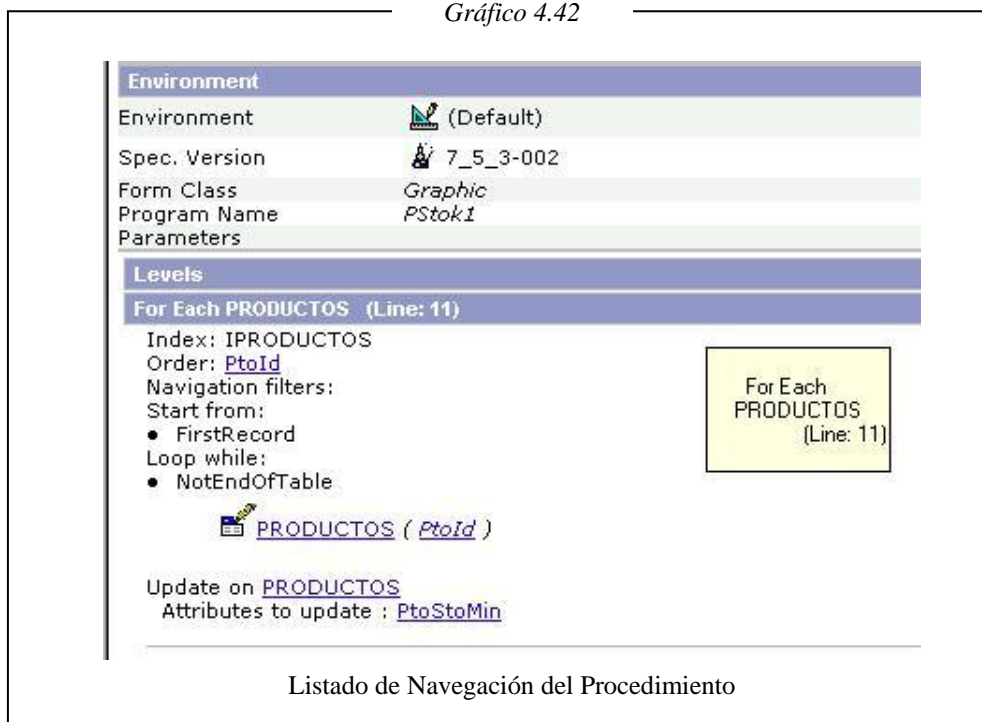 Gráfico 4.42
Environment
Environment (Default)
Spec. Version 7_5_3-002
Form Class Graphic
Program Name PStok1
Parameters
Levels
For Each PRODUCTOS (Line: 11)
Index: IPRODUCTOS
Order: PtoId
Navigation filters:
Start from:
• FirstRecord
Loop while:
• NotEndOfTable
PRODUCTOS ( PtoId )
Update on PRODUCTOS
Attributes to update : PtoStoMin
For Each
PRODUCTOS
(Line: 11)
Listado de Navegación del Procedimiento